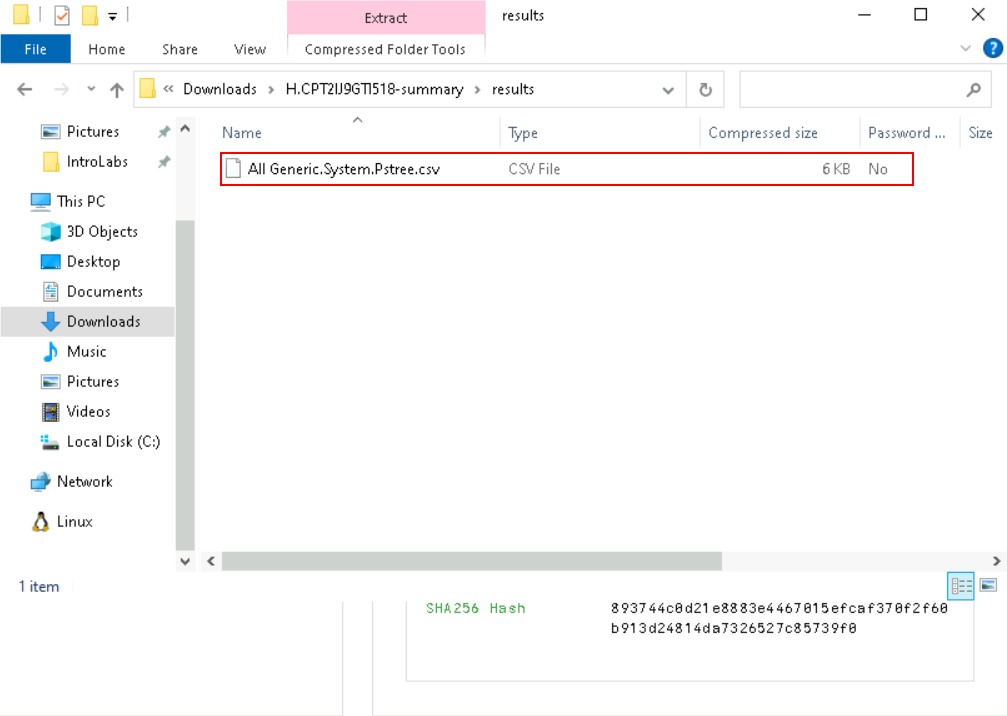 Extract
results
File
Home
Share
View
Compressed Folder Tools
?
« Downloads › H.CPT2IJ9GTI518-summary › results
Pictures
IntroLabs
This PC
3D Objects
Desktop
Documents
Downloads
Music
Pictures
Videos
Local Disk (C:)
Network
Linux
Name
Type
Compressed size
Password ...
Size
All Generic.System.Pstree.csv
CSV File
6 KB
No
1 item
SHA256 Hash
893744c0d21e8883e4467015efcaf370f2f60
b913d24814da7326527c85739f0